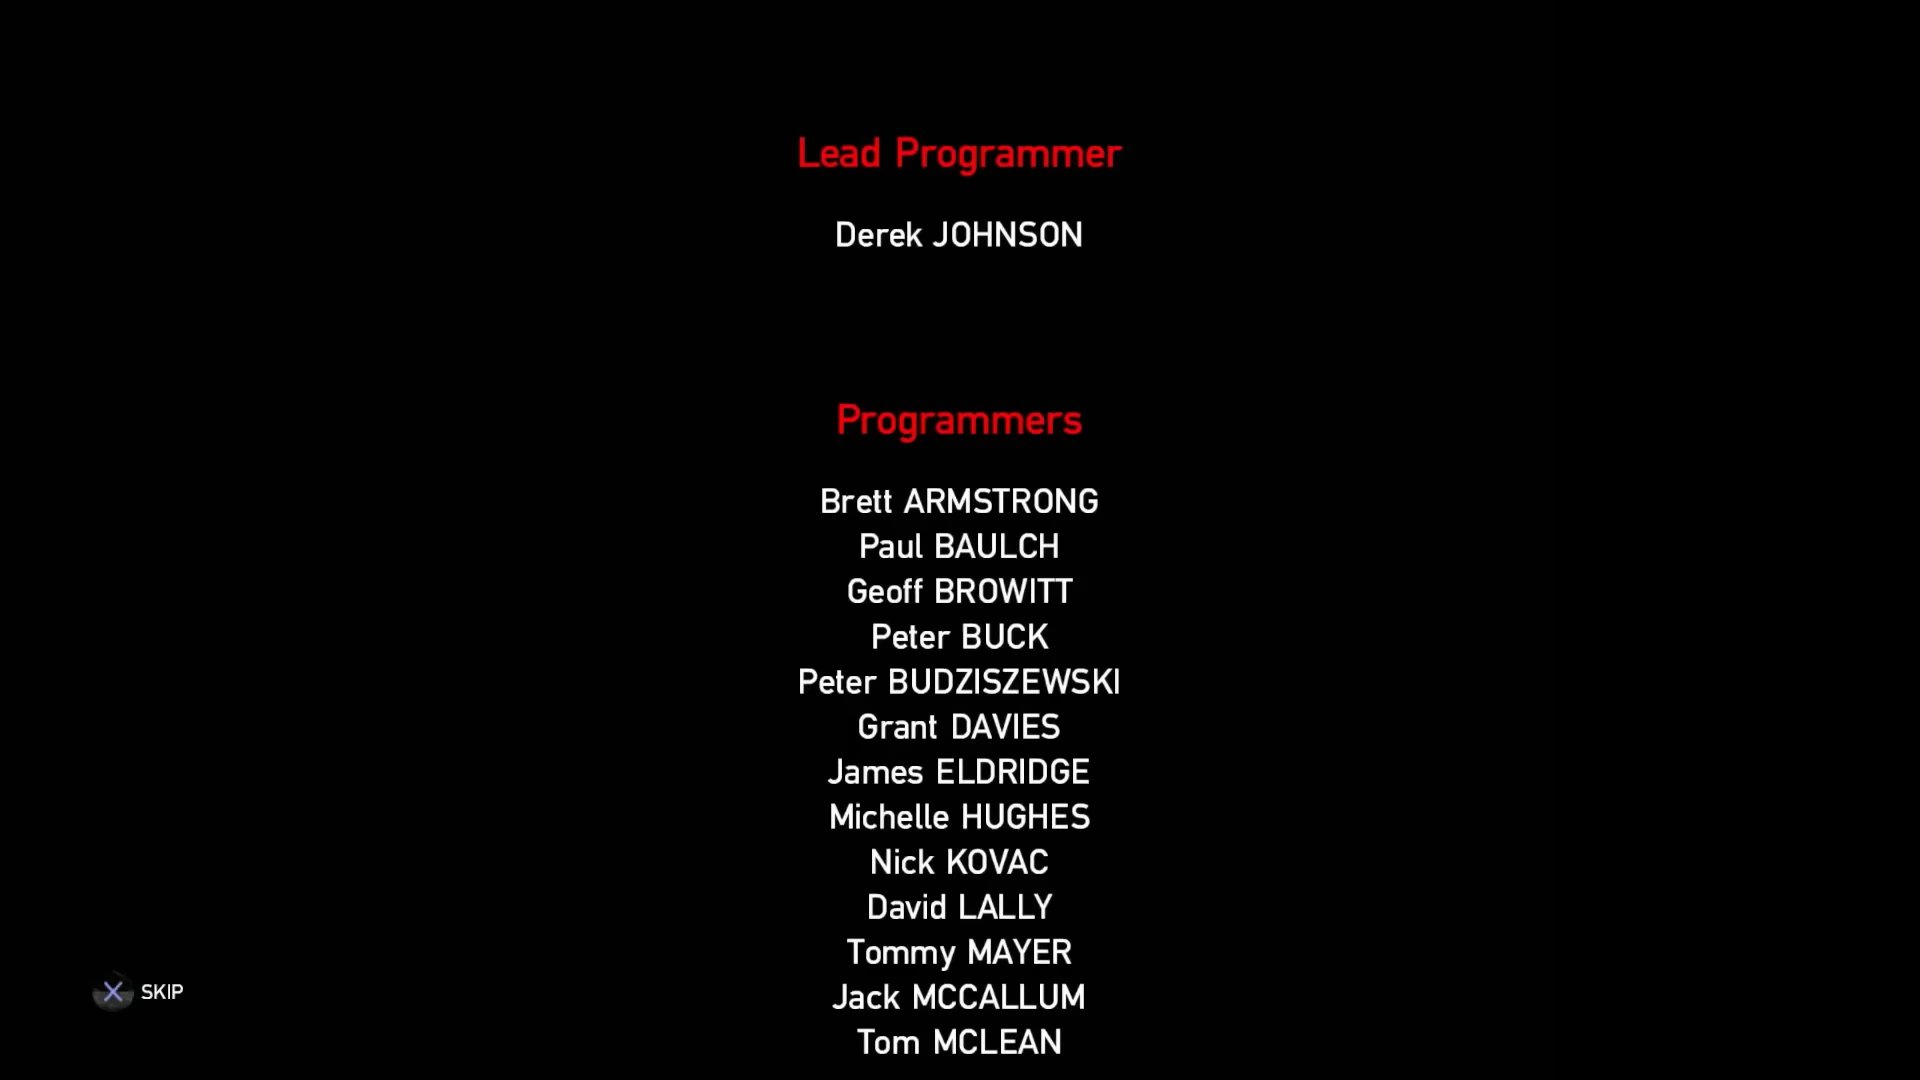 Lead Programmer
Derek JOHNSON
Programmers
Brett ARMSTRONG
Paul BAULCH
Geoff BROWITT
Peter BUCK
Peter BUDZISZEWSKI
Grant DAVIES
James ELDRIDGE
Michelle HUGHES
Nick KOVAC
David LALLY
Tommy MAYER
Jack MCCALLUM
Tom MCLEAN
SKIP